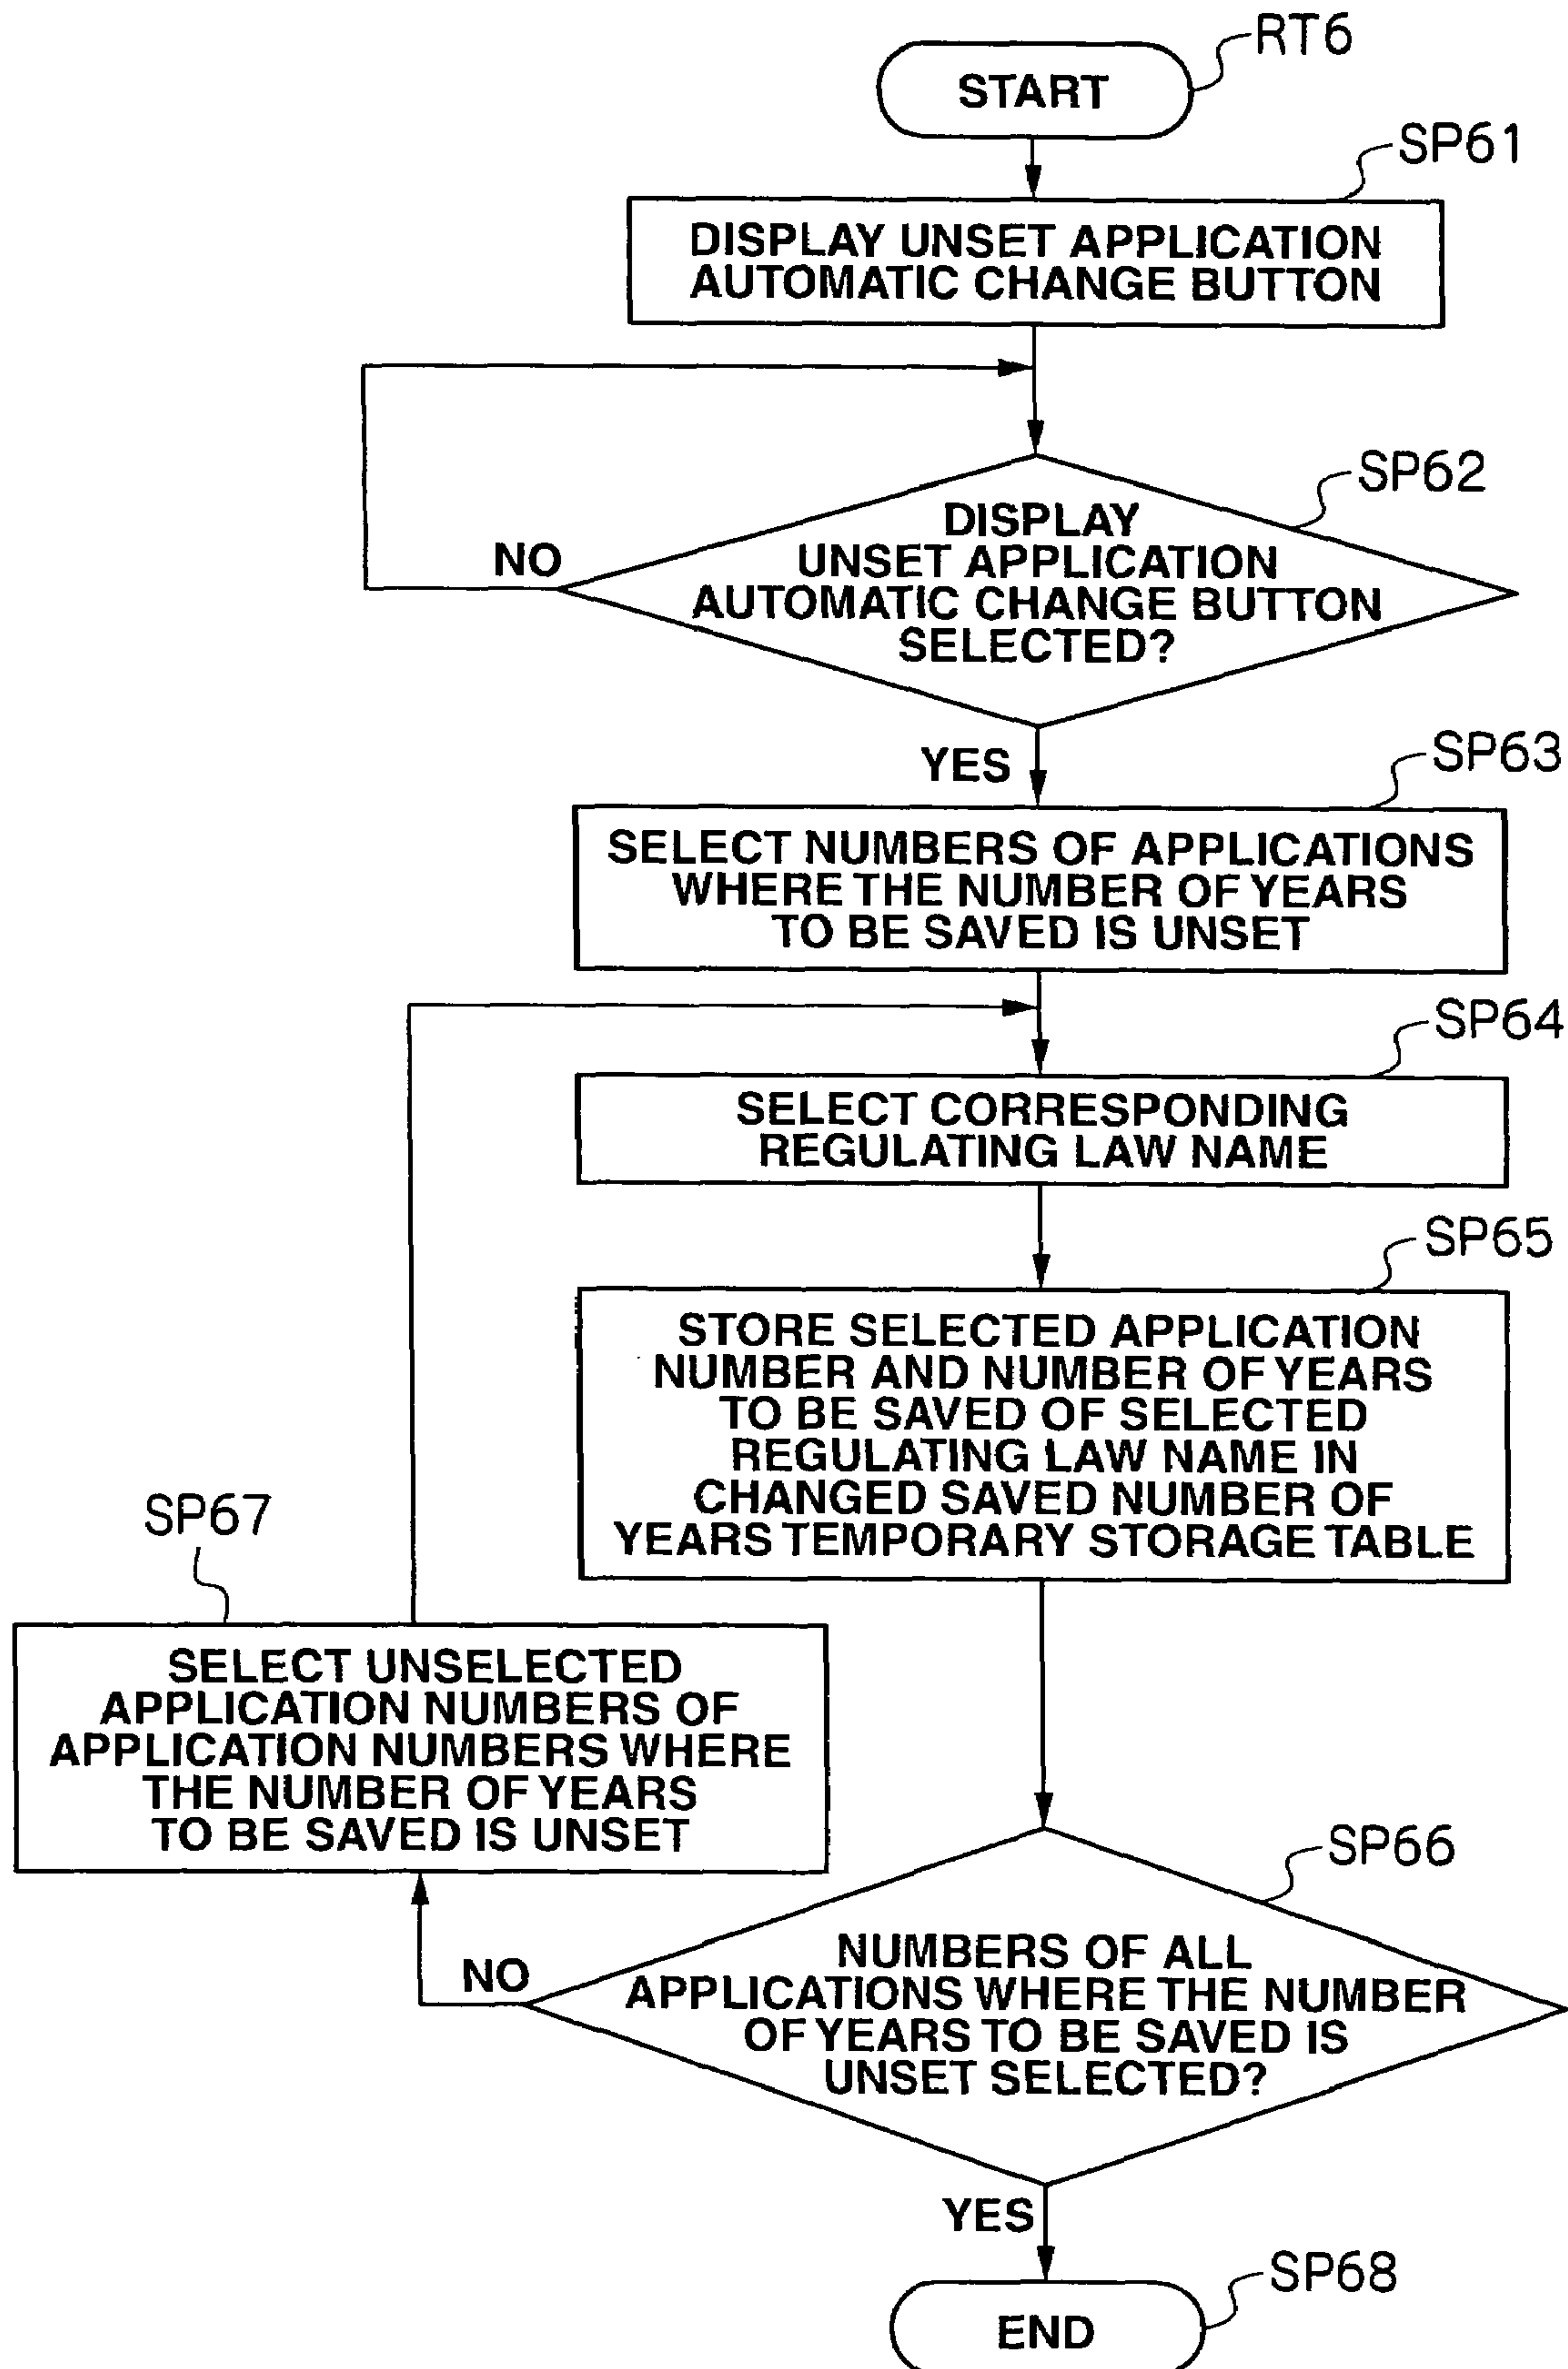 RT6
START
SP61
DISPLAY UNSET APPLICATION
AUTOMATIC CHANGE BUTTON
SP62
DISPLAY
UNSET APPLICATION
AUTOMATIC CHANGE BUTTON
SELECTED?
NO
YES
SP63
SELECT NUMBERS OF APPLICATIONS
WHERE THE NUMBER OF YEARS
TO BE SAVED IS UNSET
SP64
SELECT CORRESPONDING
REGULATING LAW NAME
SP65
STORE SELECTED APPLICATION
NUMBER AND NUMBER OF YEARS
TO BE SAVED OF SELECTED
REGULATING LAW NAME IN
CHANGED SAVED NUMBER OF
YEARS TEMPORARY STORAGE TABLE
SP67
SELECT UNSELECTED
APPLICATION NUMBERS OF
APPLICATION NUMBERS WHERE
THE NUMBER OF YEARS
TO BE SAVED IS UNSET
SP66
NUMBERS OF ALL
APPLICATIONS WHERE THE NUMBER
OF YEARS TO BE SAVED IS
UNSET SELECTED?
NO
YES
SP68
END